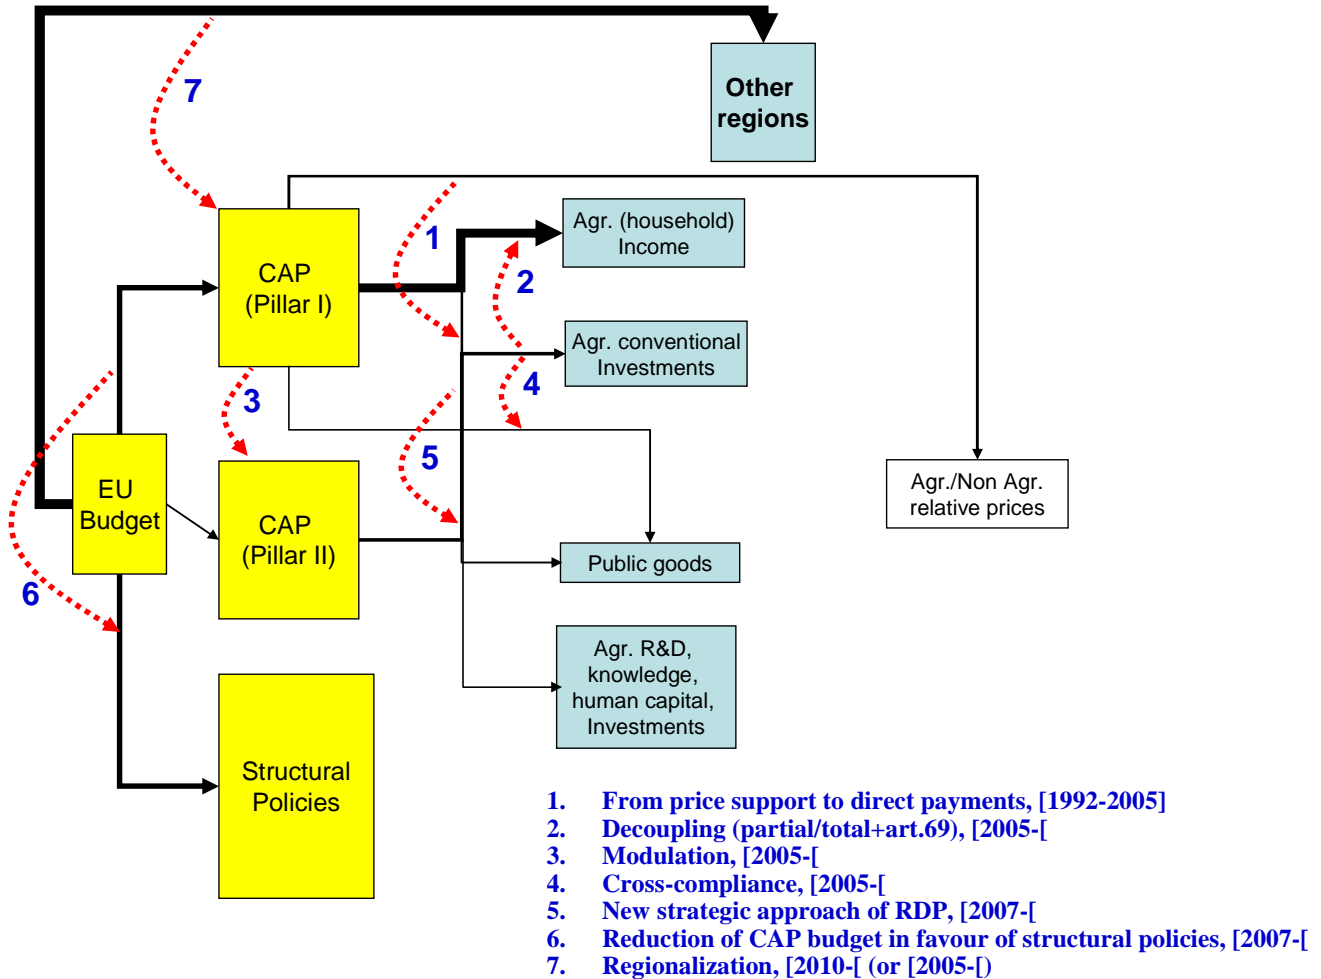 7
Other
regions
Agr. (household)
Income
1
2
CAP
(Pillar I)
Agr. conventional
Investments
3
4
5
EU
Budget
CAP
(Pillar II)
Agr./Non Agr.
relative prices
Public goods
6
Agr. R&D,
knowledge,
human capital,
Investments
Structural
Policies
1. From price support to direct payments, [1992-2005]
2. Decoupling (partial/total+art.69), [2005-[
3. Modulation, [2005-[
4. Cross-compliance, [2005-[
5. New strategic approach of RDP, [2007-[
6. Reduction of CAP budget in favour of structural policies, [2007-[
7. Regionalization, [2010-[ (or [2005-[)